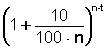 (1 + 10/(100 · n))^(n·t)